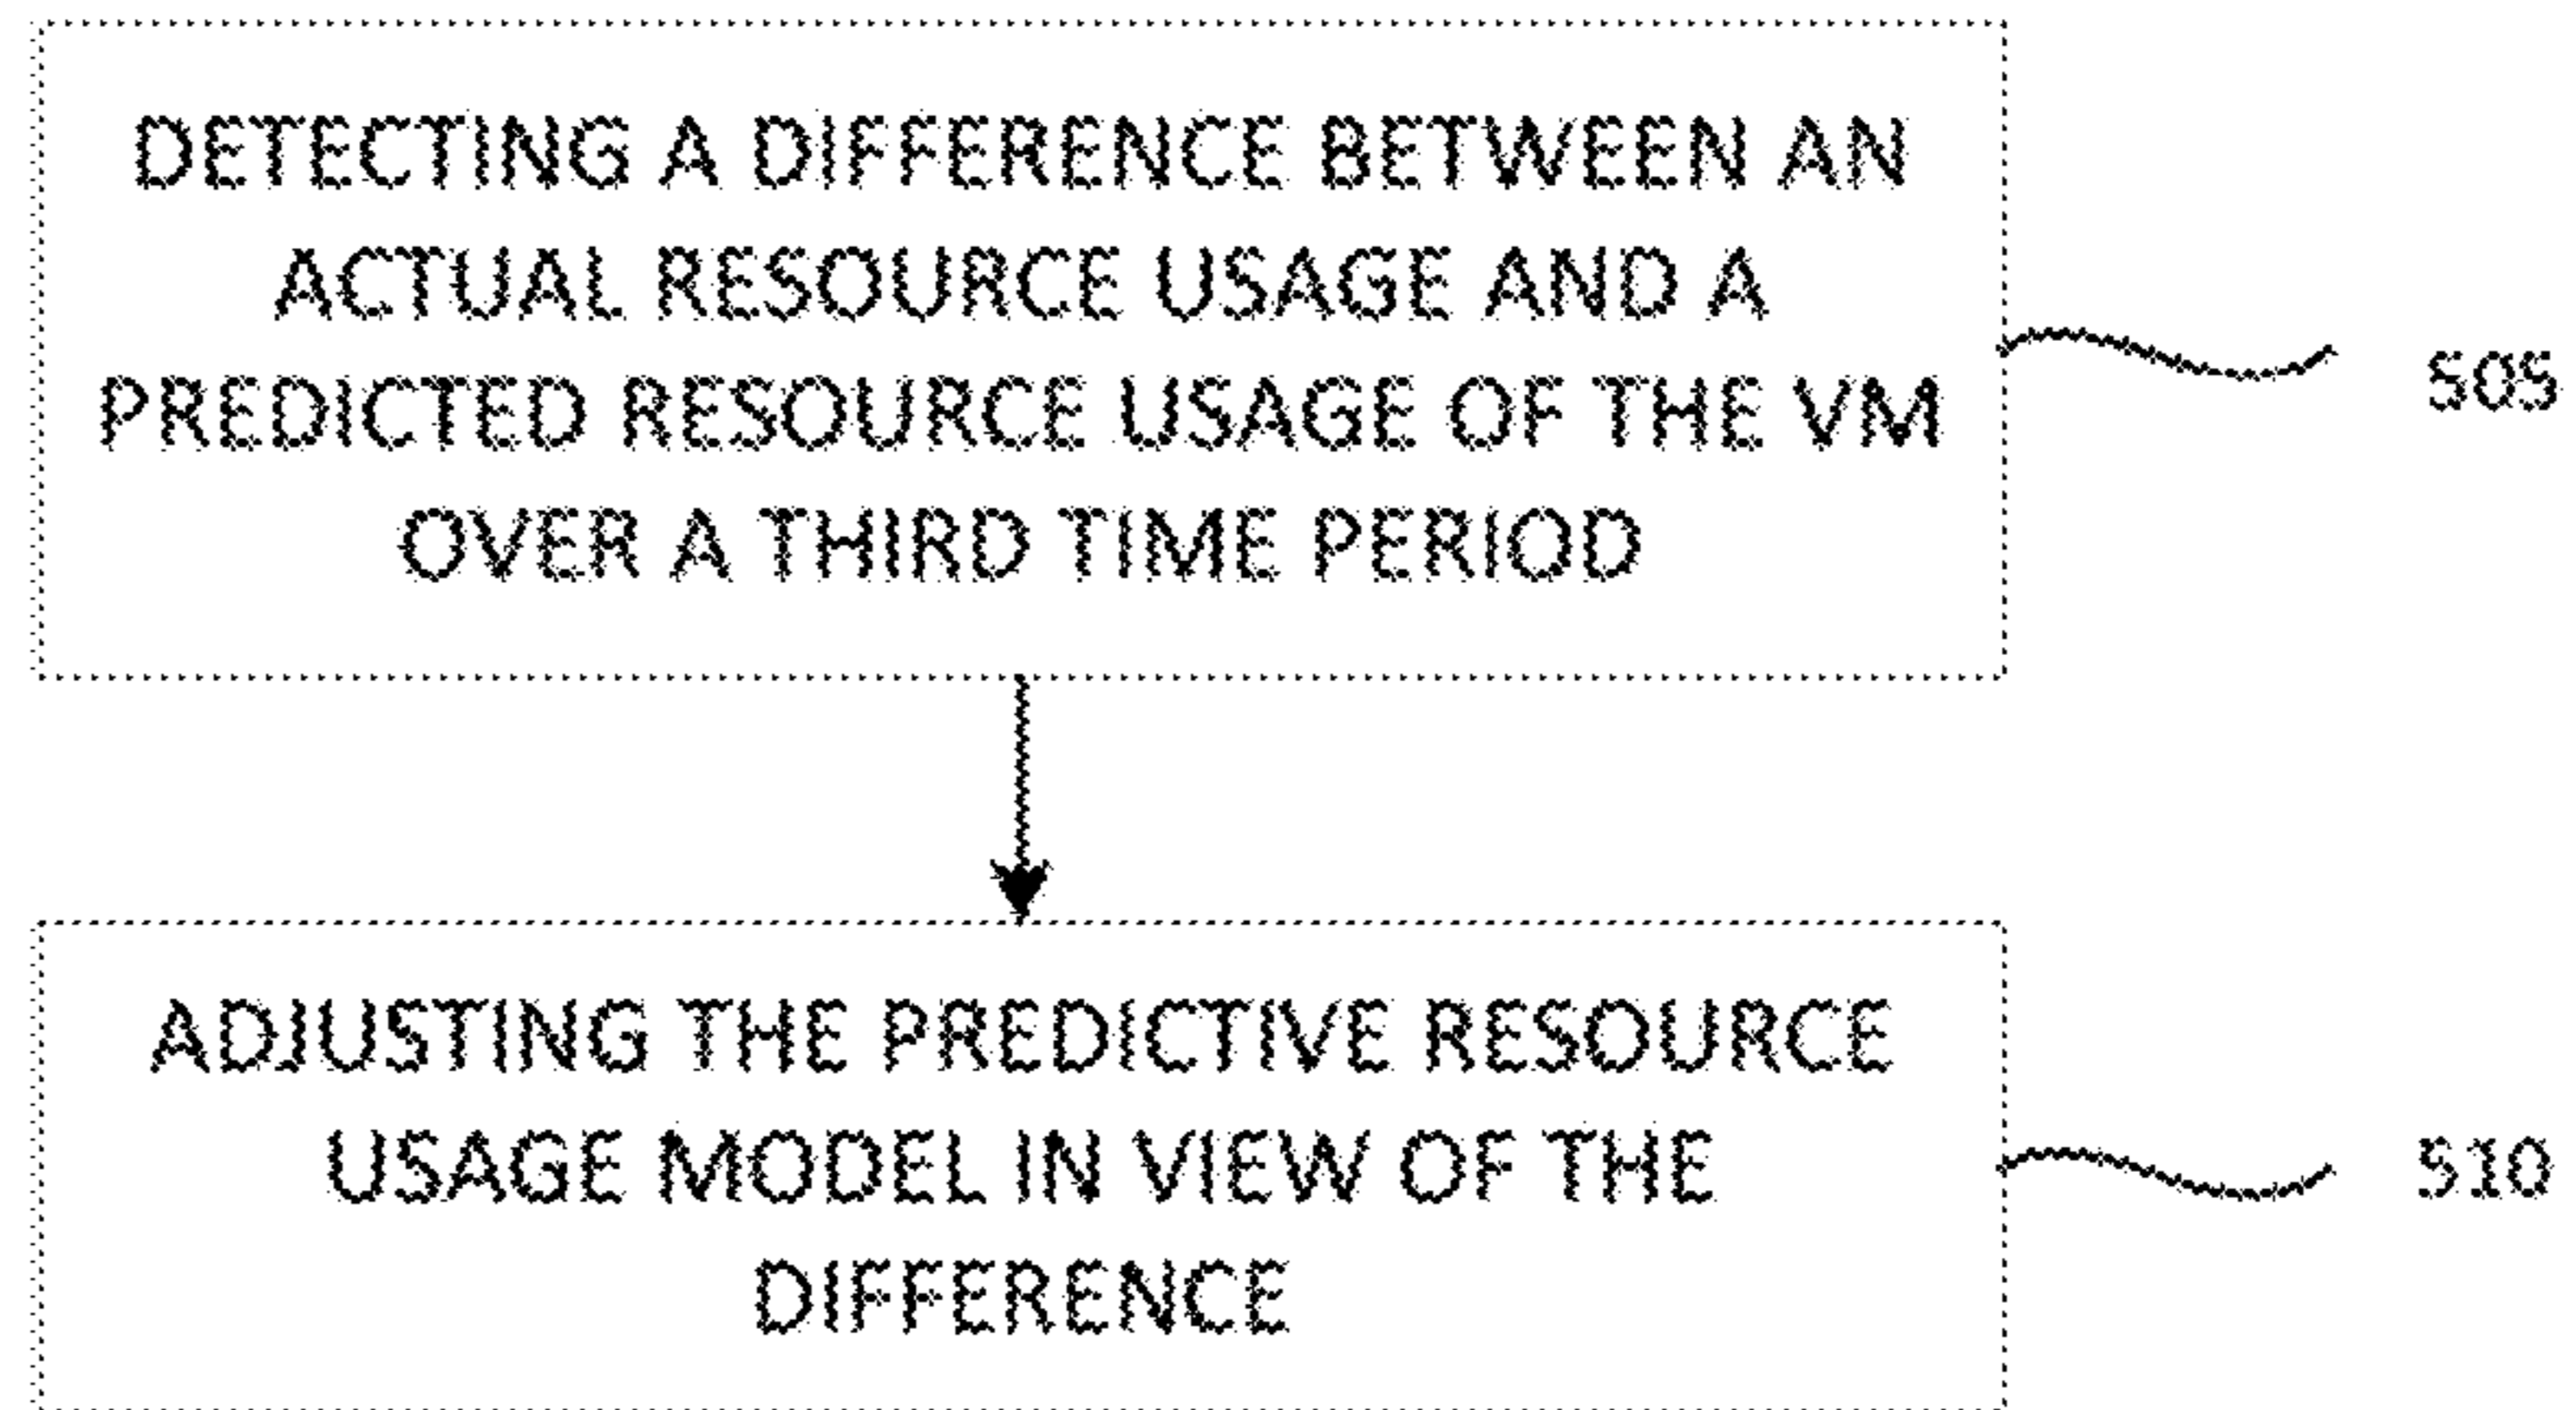 DETECTING A DIFFERENCE BETWEEN AN
ACTUAL RESOURCE USAGE AND A
PREDICTED RESOURCE USAGE OF THE VM
OVER A THIRD TIME PERIOD
505
ADJUSTING THE PREDICTIVE RESOURCE
USAGE MODEL IN VIEW OF THE
DIFFERENCE
510